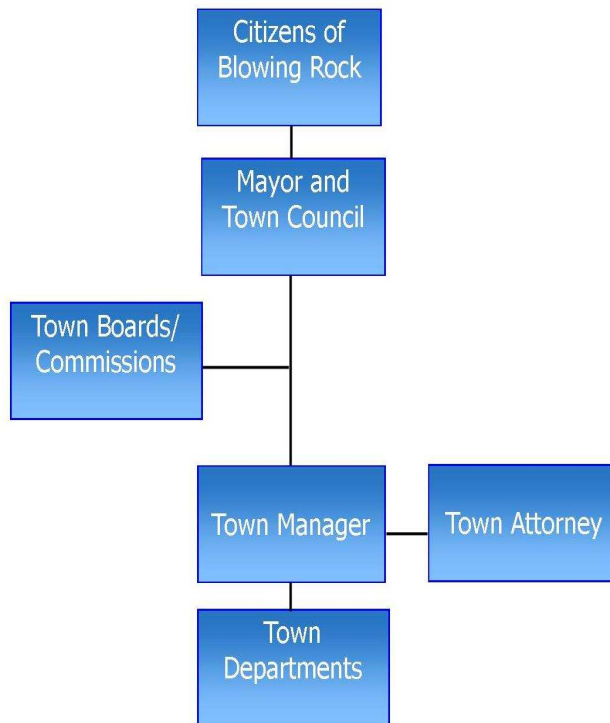 Citizens of
Blowing Rock
Mayor and
Town Council
Town Boards/
Commissions
Town Manager
Town Attorney
Town
Departments